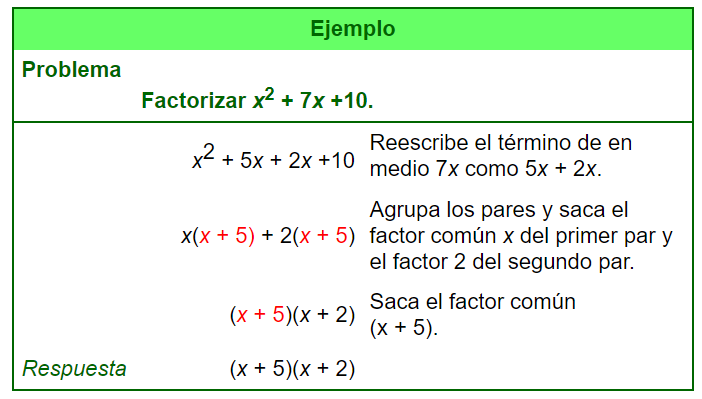 Ejemplo
Problema
Factorizar x² + 7x +10.
x² + 5x + 2x +10
Reescribe el término de en
medio 7x como 5x + 2x.
x(x + 5) + 2(x + 5)
Agrupa los pares y saca el
factor común x del primer par y
el factor 2 del segundo par.
(x + 5)(x + 2)
Saca el factor común
(x + 5).
Respuesta
(x + 5)(x + 2)